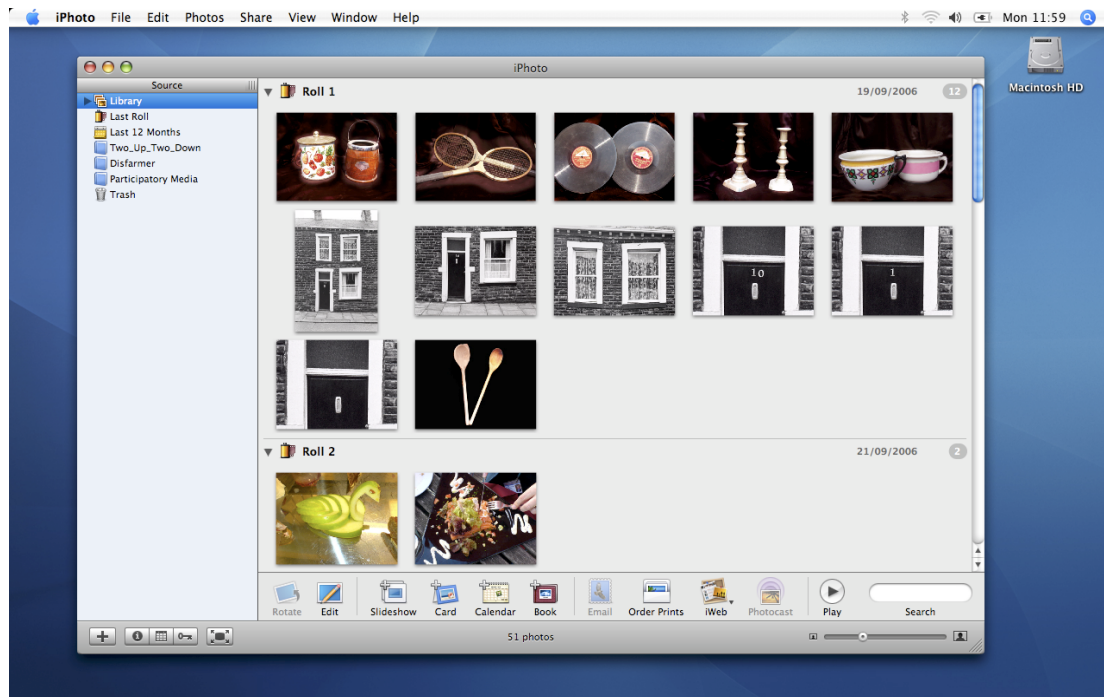 iPhoto File Edit Photos Share View Window Help Mon 11:59
Macintosh HD
iPhoto
Source
Library
Last Roll
Last 12 Months
Two_Up_Two_Down
Disfarmer
Participatory Media
Trash
Roll 1 19/09/2006 12
10
1
Roll 2 21/09/2006 2
Rotate Edit Slideshow Card Calendar Book Email Order Prints iWeb Photocast Play Search
51 photos